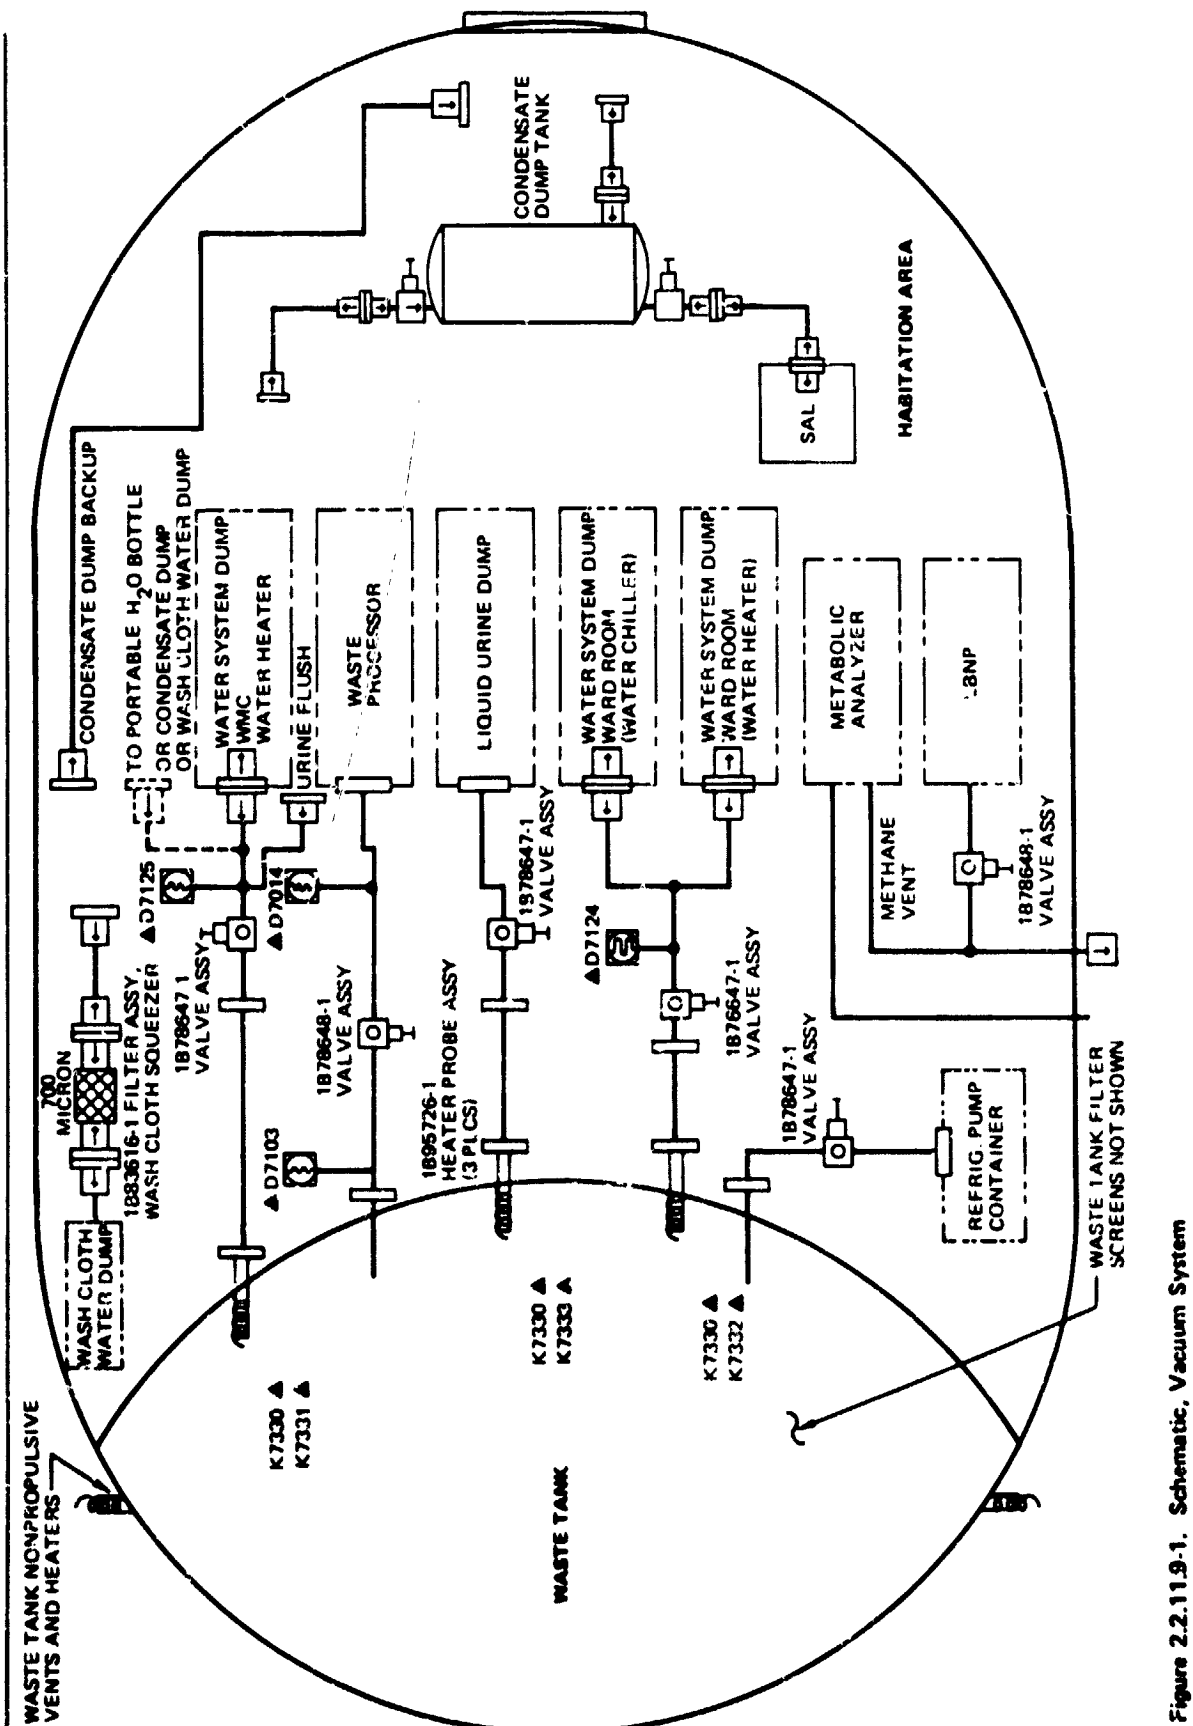 WASTE TANK NONPROPULSIVE
VENTS AND HEATERS
WASH CLOTH
WATER DUMP
700
MICRON
1B83616-1 FILTER ASSY,
WASH CLOTH SQUEEZER
CONDENSATE DUMP BACKUP
TO PORTABLE H2O BOTTLE
OR CONDENSATE DUMP
OR WASH CLOTH WATER DUMP
▲D7125
1B78647 1
VALVE ASSY
WATER SYSTEM DUMP
WMC
WATER HEATER
URINE FLUSH
▲D7014
▲D7103
1B78648-1
VALVE ASSY
WASTE
PROCESSOR
K7330 ▲
K7331 ▲
1B95726-1
HEATER PROBE ASSY
(3 PLCS)
1B78647-1
VALVE ASSY
LIQUID URINE DUMP
CONDENSATE
DUMP TANK
K7330 ▲
K7333 ▲
WASTE TANK
▲D7124
1B76647-1
VALVE ASSY
WATER SYSTEM DUMP
WARD ROOM
(WATER CHILLER)
WATER SYSTEM DUMP
WARD ROOM
(WATER HEATER)
K7330 ▲
K7332 ▲
1B78647-1
VALVE ASSY
METABOLIC
ANALYZER
SAL
METHANE
VENT
HABITATION AREA
REFRIG. PUMP
CONTAINER
LBNP
1B78648-1
VALVE ASSY
WASTE TANK FILTER
SCREENS NOT SHOWN
Figure 2.2.11.9-1. Schematic, Vacuum System